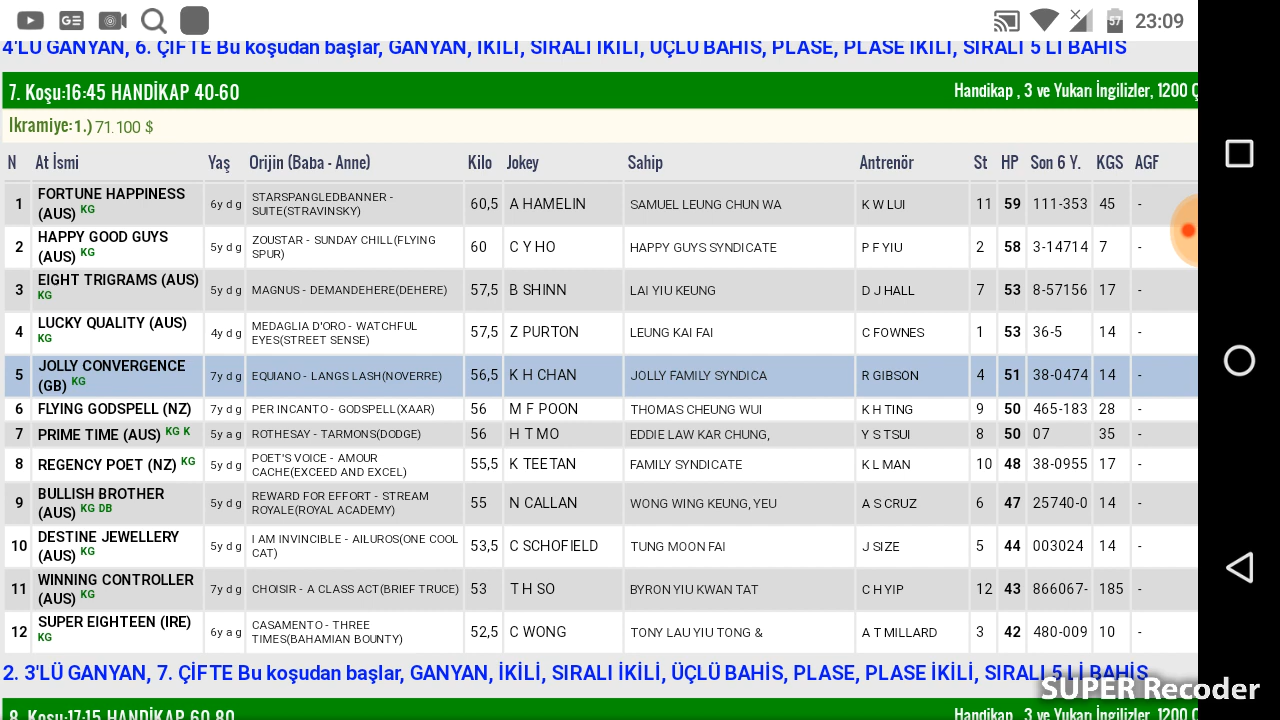 57 23:09
4'LÜ GANYAN, 6. ÇİFTE Bu koşudan başlar, GANYAN, İKİLİ, SIRALI İKİLİ, ÜÇLÜ BAHİS, PLASE, PLASE İKİLİ, SIRALI 5 Lİ BAHİS
7. Koşu:16:45 HANDİKAP 40-60 Handikap , 3 ve Yukarı İngilizler, 1200 Ç
Ikramiye:1.) 71.100 $
N At İsmi Yaş Orijin (Baba - Anne) Kilo Jokey Sahip Antrenör St HP Son 6 Y. KGS AGF
1 FORTUNE HAPPINESS (AUS) KG 6y d g STARSPANGLEDBANNER - SUITE(STRAVINSKY) 60,5 A HAMELIN SAMUEL LEUNG CHUN WA K W LUI 11 59 111-353 45 -
2 HAPPY GOOD GUYS (AUS) KG 5y d g ZOUSTAR - SUNDAY CHILL(FLYING SPUR) 60 C Y HO HAPPY GUYS SYNDICATE P F YIU 2 58 3-14714 7 -
3 EIGHT TRIGRAMS (AUS) KG 5y d g MAGNUS - DEMANDEHERE(DEHERE) 57,5 B SHINN LAI YIU KEUNG D J HALL 7 53 8-57156 17 -
4 LUCKY QUALITY (AUS) KG 4y d g MEDAGLIA D'ORO - WATCHFUL EYES(STREET SENSE) 57,5 Z PURTON LEUNG KAI FAI C FOWNES 1 53 36-5 14 -
5 JOLLY CONVERGENCE (GB) KG 7y d g EQUIANO - LANGS LASH(NOVERRE) 56,5 K H CHAN JOLLY FAMILY SYNDICA R GIBSON 4 51 38-0474 14 -
6 FLYING GODSPELL (NZ) 7y d g PER INCANTO - GODSPELL(XAAR) 56 M F POON THOMAS CHEUNG WUI K H TING 9 50 465-183 28 -
7 PRIME TIME (AUS) KG K 5y a g ROTHESAY - TARMONS(DODGE) 56 H T MO EDDIE LAW KAR CHUNG, Y S TSUI 8 50 07 35 -
8 REGENCY POET (NZ) KG 5y d g POET'S VOICE - AMOUR CACHE(EXCEED AND EXCEL) 55,5 K TEETAN FAMILY SYNDICATE K L MAN 10 48 38-0955 17 -
9 BULLISH BROTHER (AUS) KG DB 5y d g REWARD FOR EFFORT - STREAM ROYALE(ROYAL ACADEMY) 55 N CALLAN WONG WING KEUNG, YEU A S CRUZ 6 47 25740-0 14 -
10 DESTINE JEWELLERY (AUS) KG 5y d g I AM INVINCIBLE - AILUROS(ONE COOL CAT) 53,5 C SCHOFIELD TUNG MOON FAI J SIZE 5 44 003024 14 -
11 WINNING CONTROLLER (AUS) KG 7y d g CHOISIR - A CLASS ACT(BRIEF TRUCE) 53 T H SO BYRON YIU KWAN TAT C H YIP 12 43 866067- 185 -
12 SUPER EIGHTEEN (IRE) KG 6y a g CASAMENTO - THREE TIMES(BAHAMIAN BOUNTY) 52,5 C WONG TONY LAU YIU TONG & A T MILLARD 3 42 480-009 10 -
2. 3'LÜ GANYAN, 7. ÇİFTE Bu koşudan başlar, GANYAN, İKİLİ, SIRALI İKİLİ, ÜÇLÜ BAHİS, PLASE, PLASE İKİLİ, SIRALI 5 Lİ BAHİS
SUPER Recoder
8. Koşu:17:15 HANDİKAP 60 80 Handikap , 3 ve Yukarı İngilizler, 1200 Ç